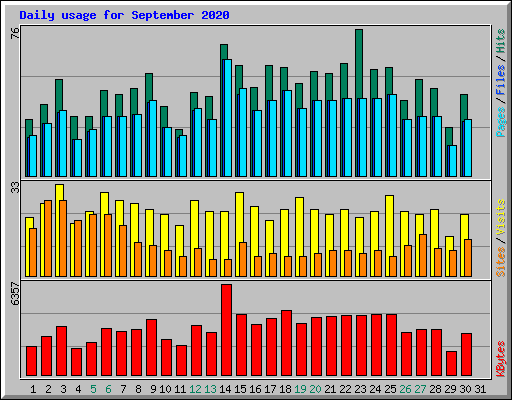 Daily usage for September 2020
76
Pages / Files / Hits
33
Sites / Visits
6357
KBytes
1 2 3 4 5 6 7 8 9 10 11 12 13 14 15 16 17 18 19 20 21 22 23 24 25 26 27 28 29 30 31